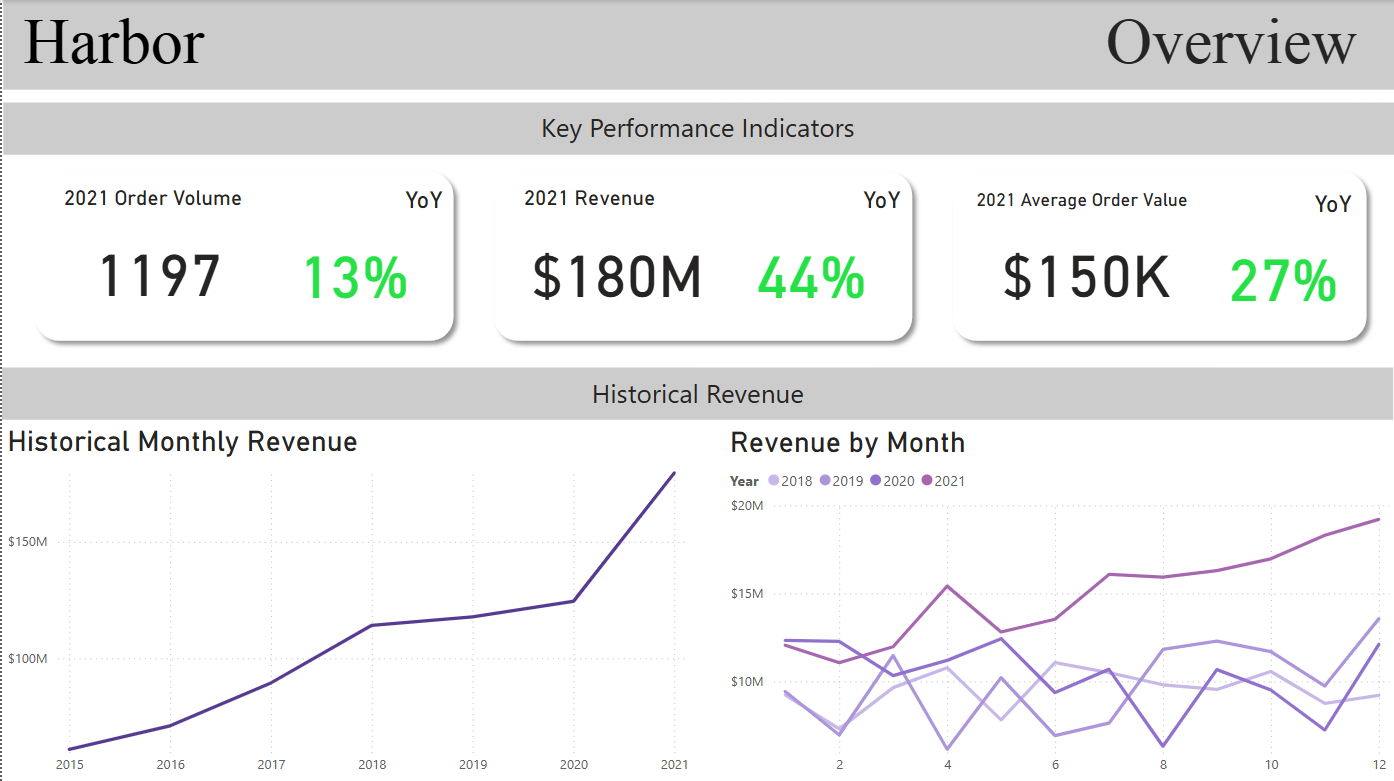 Harbor
Overview
Key Performance Indicators
2021 Order Volume
YoY
1197
13%
2021 Revenue
YoY
$180M
44%
2021 Average Order Value
YoY
$150K
27%
Historical Revenue
Historical Monthly Revenue
$150M
$100M
2015 2016 2017 2018 2019 2020 2021
Revenue by Month
Year 2018 2019 2020 2021
$20M
$15M
$10M
2 4 6 8 10 12